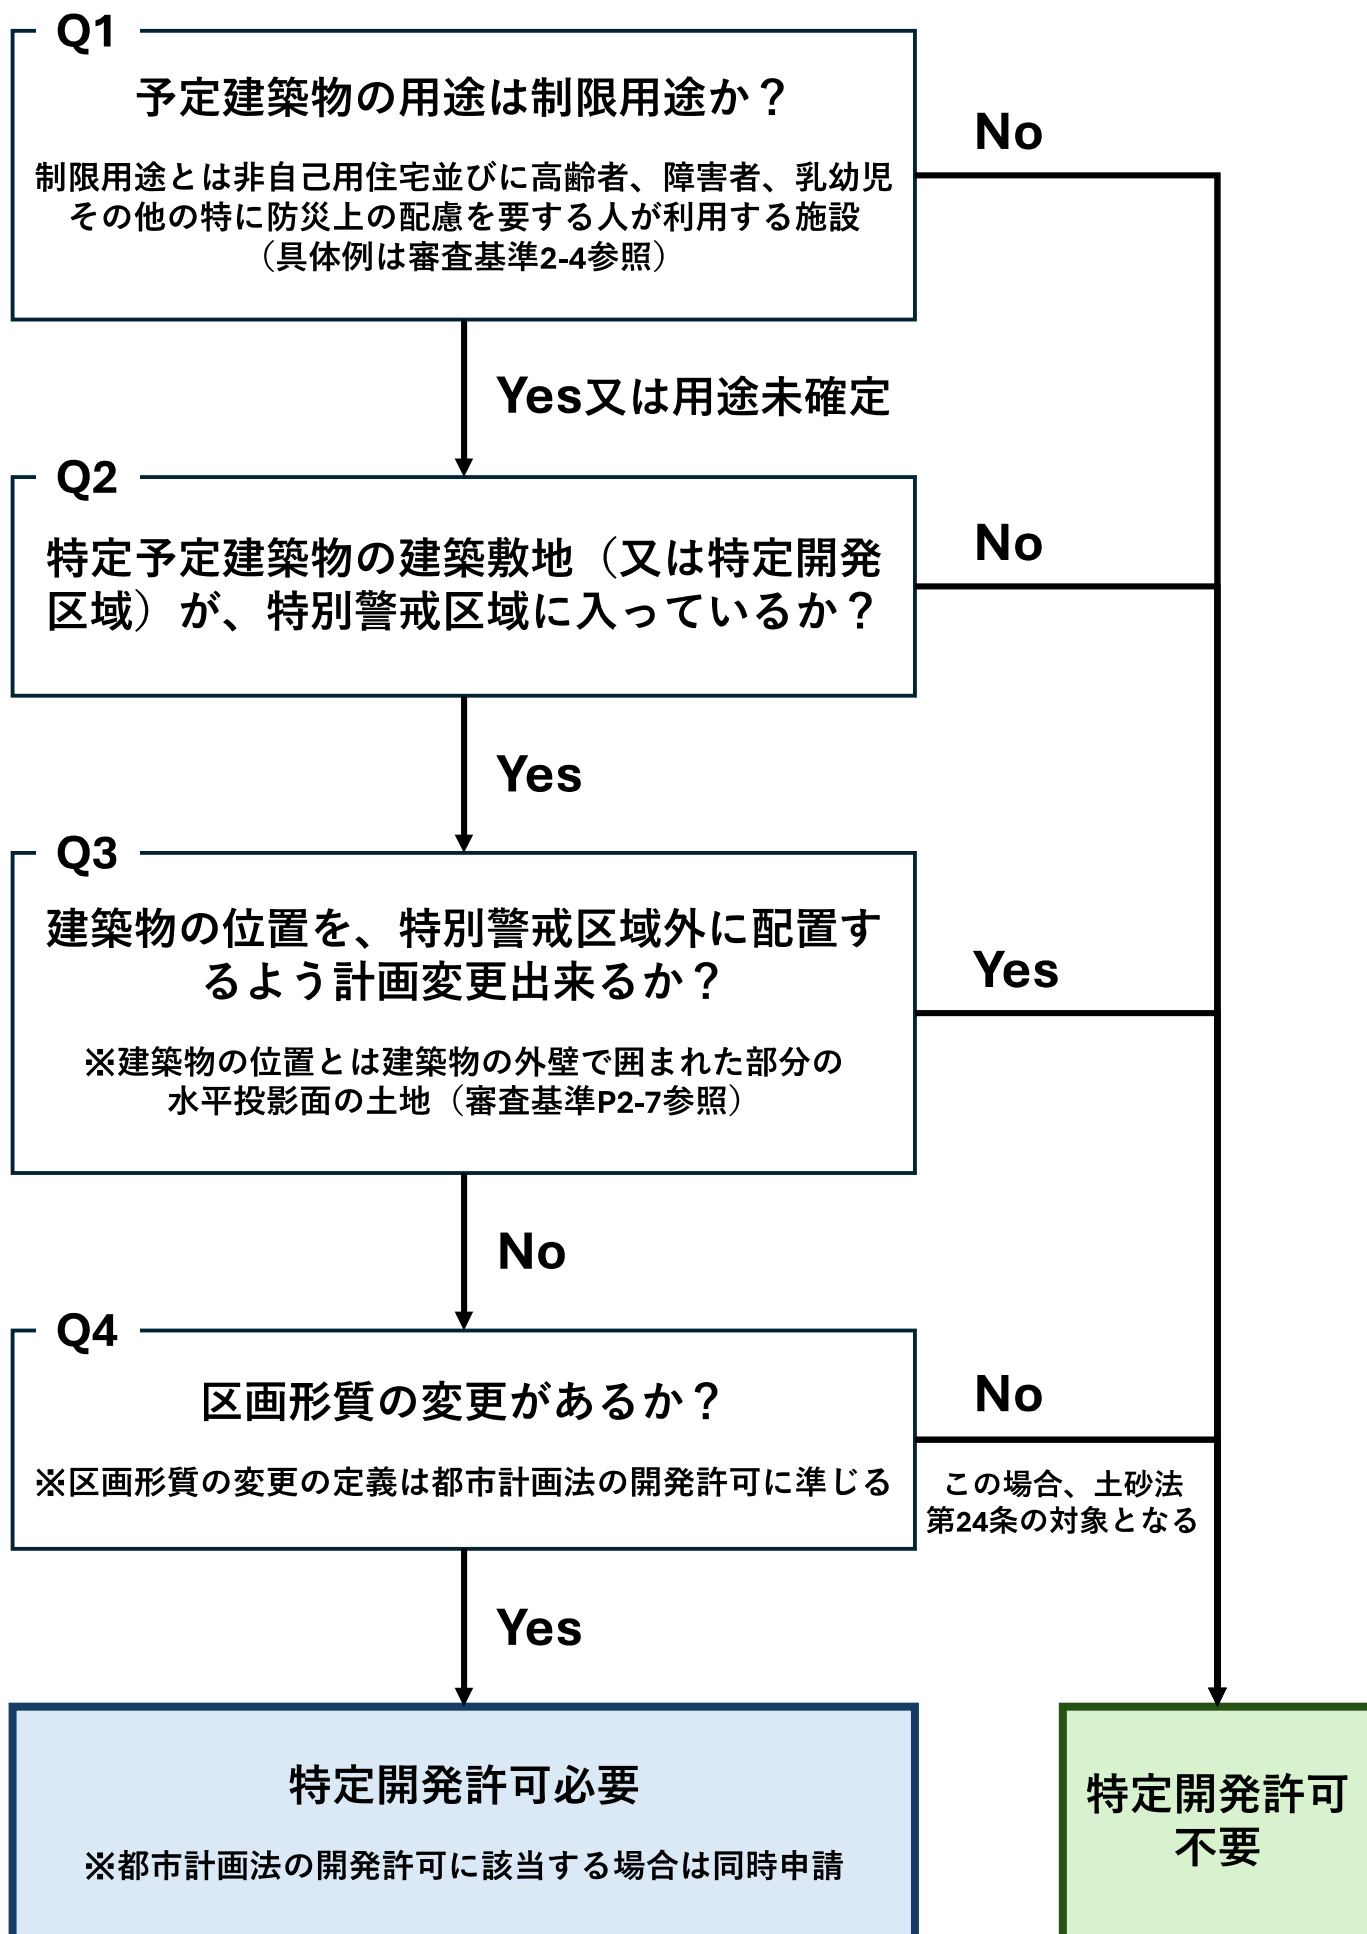 Q1
予定建築物の用途は制限用途か？
制限用途とは非自己用住宅並びに高齢者、障害者、乳幼児
その他の特に防災上の配慮を要する人が利用する施設
（具体例は審査基準2-4参照）
No
Yes又は用途未確定
Q2
特定予定建築物の建築敷地（又は特定開発
区域）が、特別警戒区域に入っているか？
No
Yes
Q3
建築物の位置を、特別警戒区域外に配置す
るよう計画変更出来るか？
※建築物の位置とは建築物の外壁で囲まれた部分の
水平投影面の土地（審査基準P2-7参照）
Yes
No
Q4
区画形質の変更があるか？
※区画形質の変更の定義は都市計画法の開発許可に準じる
No
この場合、土砂法
第24条の対象となる
Yes
特定開発許可必要
※都市計画法の開発許可に該当する場合は同時申請
特定開発許可
不要